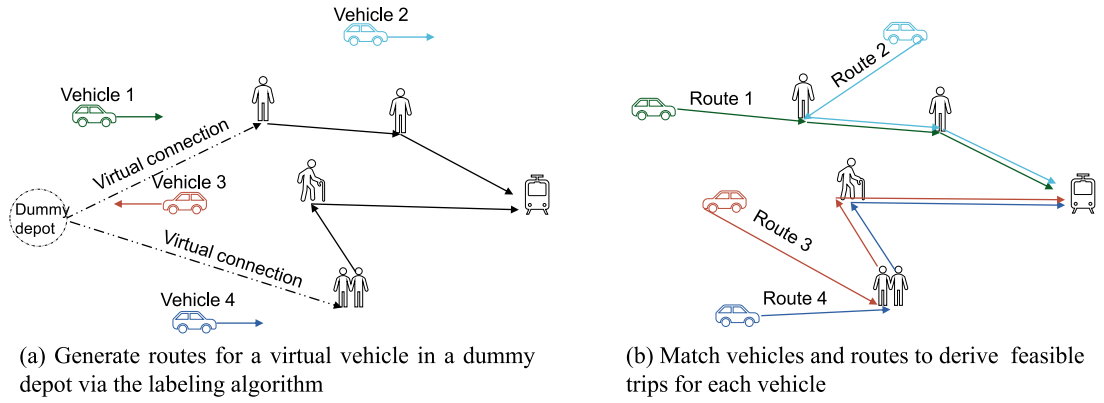 Vehicle 2
Vehicle 1
Virtual connection
Vehicle 3
Dummy
depot
Virtual connection
Vehicle 4
(a) Generate routes for a virtual vehicle in a dummy
depot via the labeling algorithm
Route 2
Route 1
Route 3
Route 4
(b) Match vehicles and routes to derive feasible
trips for each vehicle